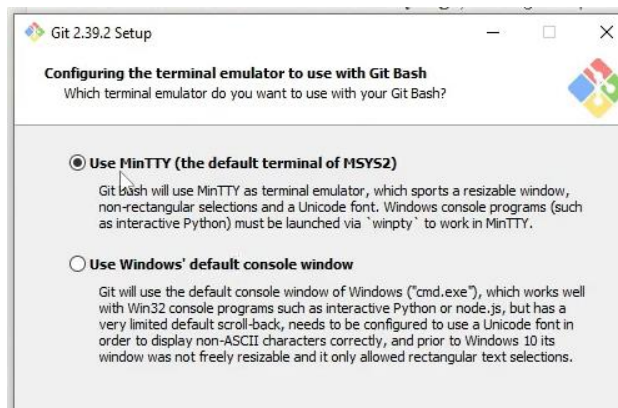 Git 2.39.2 Setup
Configuring the terminal emulator to use with Git Bash
Which terminal emulator do you want to use with your Git Bash?
Use MinTTY (the default terminal of MSYS2)
Git Bash will use MinTTY as terminal emulator, which sports a resizable window,
non-rectangular selections and a Unicode font. Windows console programs (such
as interactive Python) must be launched via `winpty` to work in MinTTY.
Use Windows' default console window
Git will use the default console window of Windows ("cmd.exe"), which works well
with Win32 console programs such as interactive Python or node.js, but has a
very limited default scroll-back, needs to be configured to use a Unicode font in
order to display non-ASCII characters correctly, and prior to Windows 10 its
window was not freely resizable and it only allowed rectangular text selections.